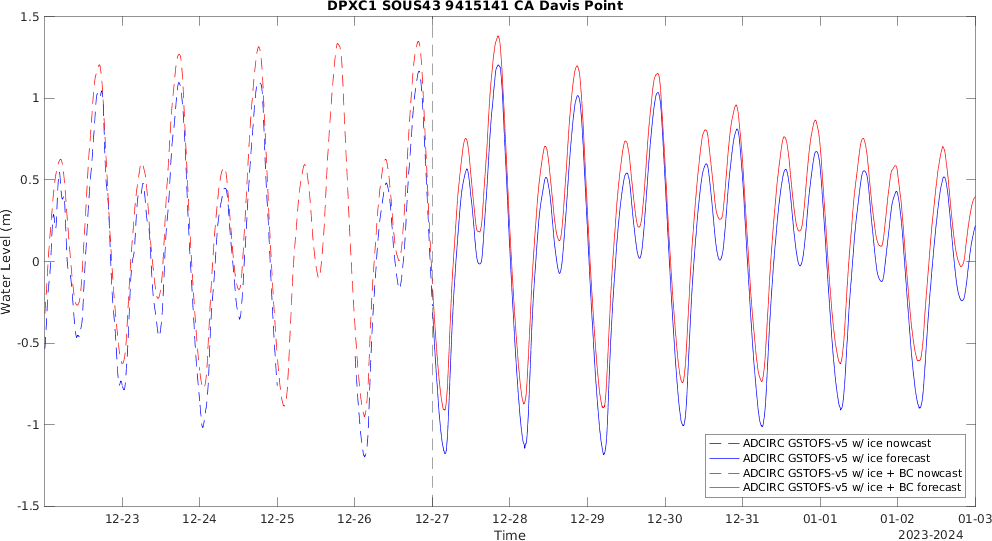 DPXC1 SOUS43 9415141 CA Davis Point
1.5
1
0.5
0
-0.5
-1
-1.5
Water Level (m)
ADCIRC GSTOFS-v5 w/ ice nowcast
ADCIRC GSTOFS-v5 w/ ice forecast
ADCIRC GSTOFS-v5 w/ ice + BC nowcast
ADCIRC GSTOFS-v5 w/ ice + BC forecast
12-23 12-24 12-25 12-26 12-27 12-28 12-29 12-30 12-31 01-01 01-02 01-03
Time
2023-2024